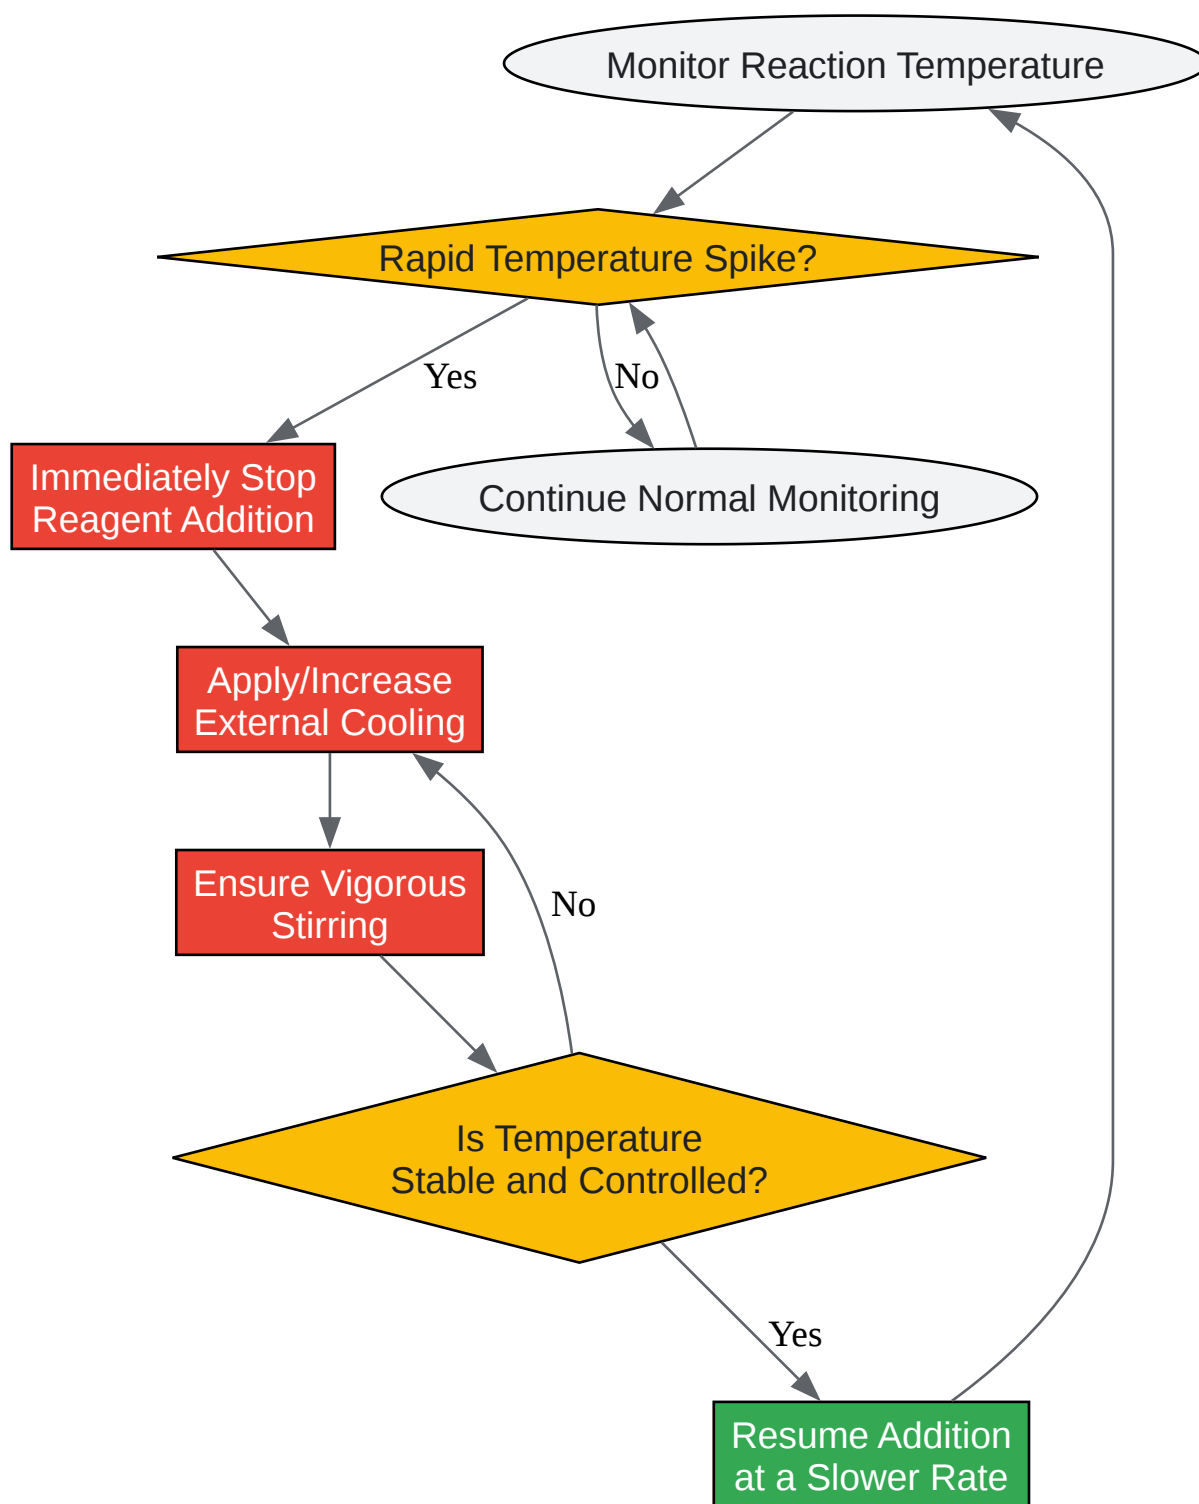 Monitor Reaction Temperature
Rapid Temperature Spike?
Yes
No
Immediately Stop
Reagent Addition
Continue Normal Monitoring
Apply/Increase
External Cooling
Ensure Vigorous
Stirring
No
Is Temperature
Stable and Controlled?
Yes
Resume Addition
at a Slower Rate